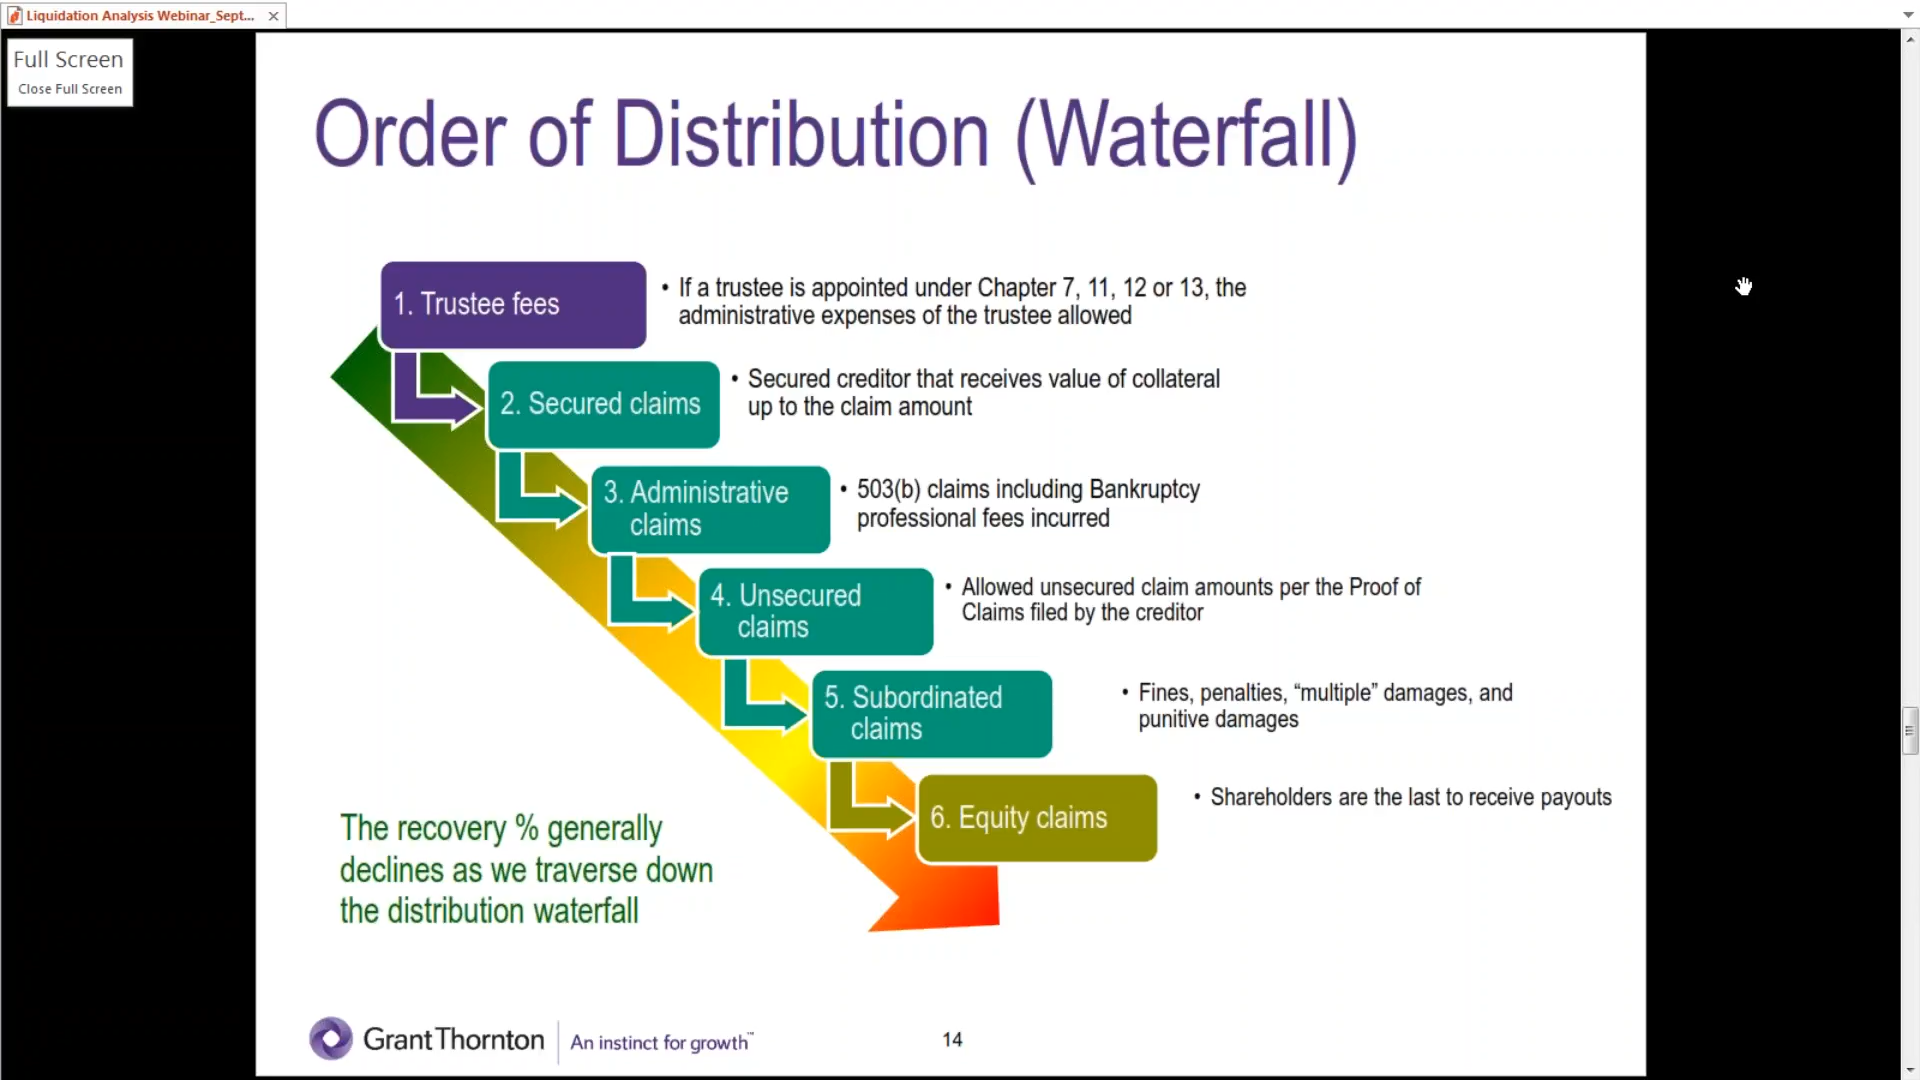 Liquidation Analysis Webinar_Sept...
Full Screen
Close Full Screen
Order of Distribution (Waterfall)
1. Trustee fees
• If a trustee is appointed under Chapter 7, 11, 12 or 13, the
administrative expenses of the trustee allowed
2. Secured claims
• Secured creditor that receives value of collateral
up to the claim amount
3. Administrative
claims
• 503(b) claims including Bankruptcy
professional fees incurred
4. Unsecured
claims
• Allowed unsecured claim amounts per the Proof of
Claims filed by the creditor
5. Subordinated
claims
• Fines, penalties, “multiple” damages, and
punitive damages
6. Equity claims
• Shareholders are the last to receive payouts
The recovery % generally
declines as we traverse down
the distribution waterfall
GrantThornton
An instinct for growth™
14